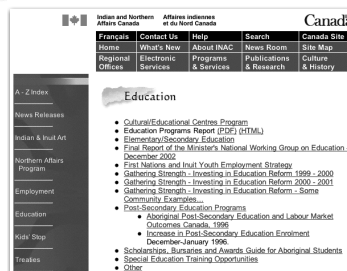 Indian and Northern Affaires indiennes
Affairs Canada et du Nord Canada
Canada
Français Contact Us Help Search Canada Site
Home What's New About INAC News Room Site Map
Regional Offices Electronic Services Programs & Services Publications & Research Culture & History
A - Z Index
News Releases
Indian & Inuit Art
Northern Affairs
Program
Employment
Education
Kids' Stop
Treaties
Education
Cultural/Educational Centres Program
Education Programs Report (PDF) (HTML)
Elementary/Secondary Education
Final Report of the Minister's National Working Group on Education -
December 2002
First Nations and Inuit Youth Employment Strategy
Gathering Strength - Investing in Education Reform 1999 - 2000
Gathering Strength - Investing in Education Reform 2000 - 2001
Gathering Strength - Investing in Education Reform - Some
Community Examples...
Post-Secondary Education Programs
Aboriginal Post-Secondary Education and Labour Market
Outcomes Canada, 1996
Increase in Post-Secondary Education Enrolment
December-January 1996.
Scholarships, Bursaries and Awards Guide for Aboriginal Students
Special Education Training Opportunities
Other